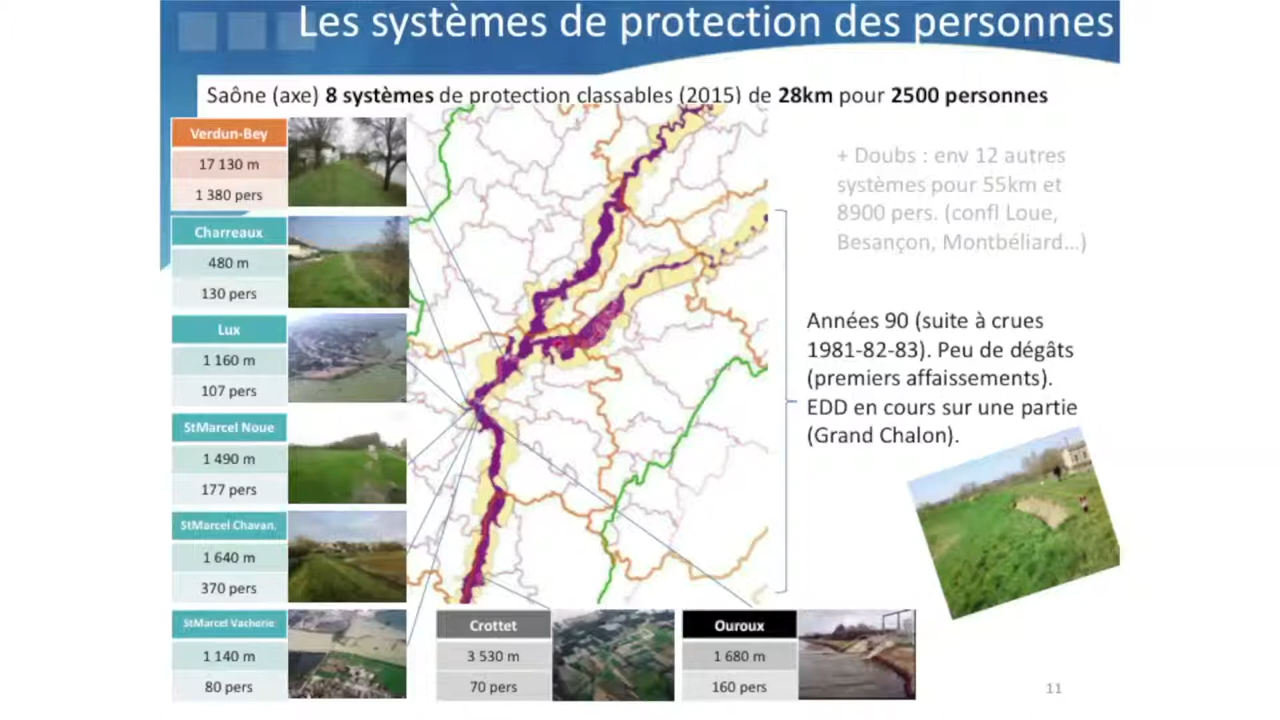 Les systèmes de protection des personnes
Saône (axe) 8 systèmes de protection classables (2015) de 28km pour 2500 personnes
Verdun-Bey
17 130 m
1 380 pers
Charreaux
480 m
130 pers
Lux
1 160 m
107 pers
StMarcel Noue
1 490 m
177 pers
StMarcel Chavan.
1 640 m
370 pers
StMarcel Vacherie
1 140 m
80 pers
Crottet
3 530 m
70 pers
Ouroux
1 680 m
160 pers
+ Doubs : env 12 autres
systèmes pour 55km et
8900 pers. (confl Loue,
Besançon, Montbéliard...)
Années 90 (suite à crues
1981-82-83). Peu de dégâts
(premiers affaissements).
EDD en cours sur une partie
(Grand Chalon).
11